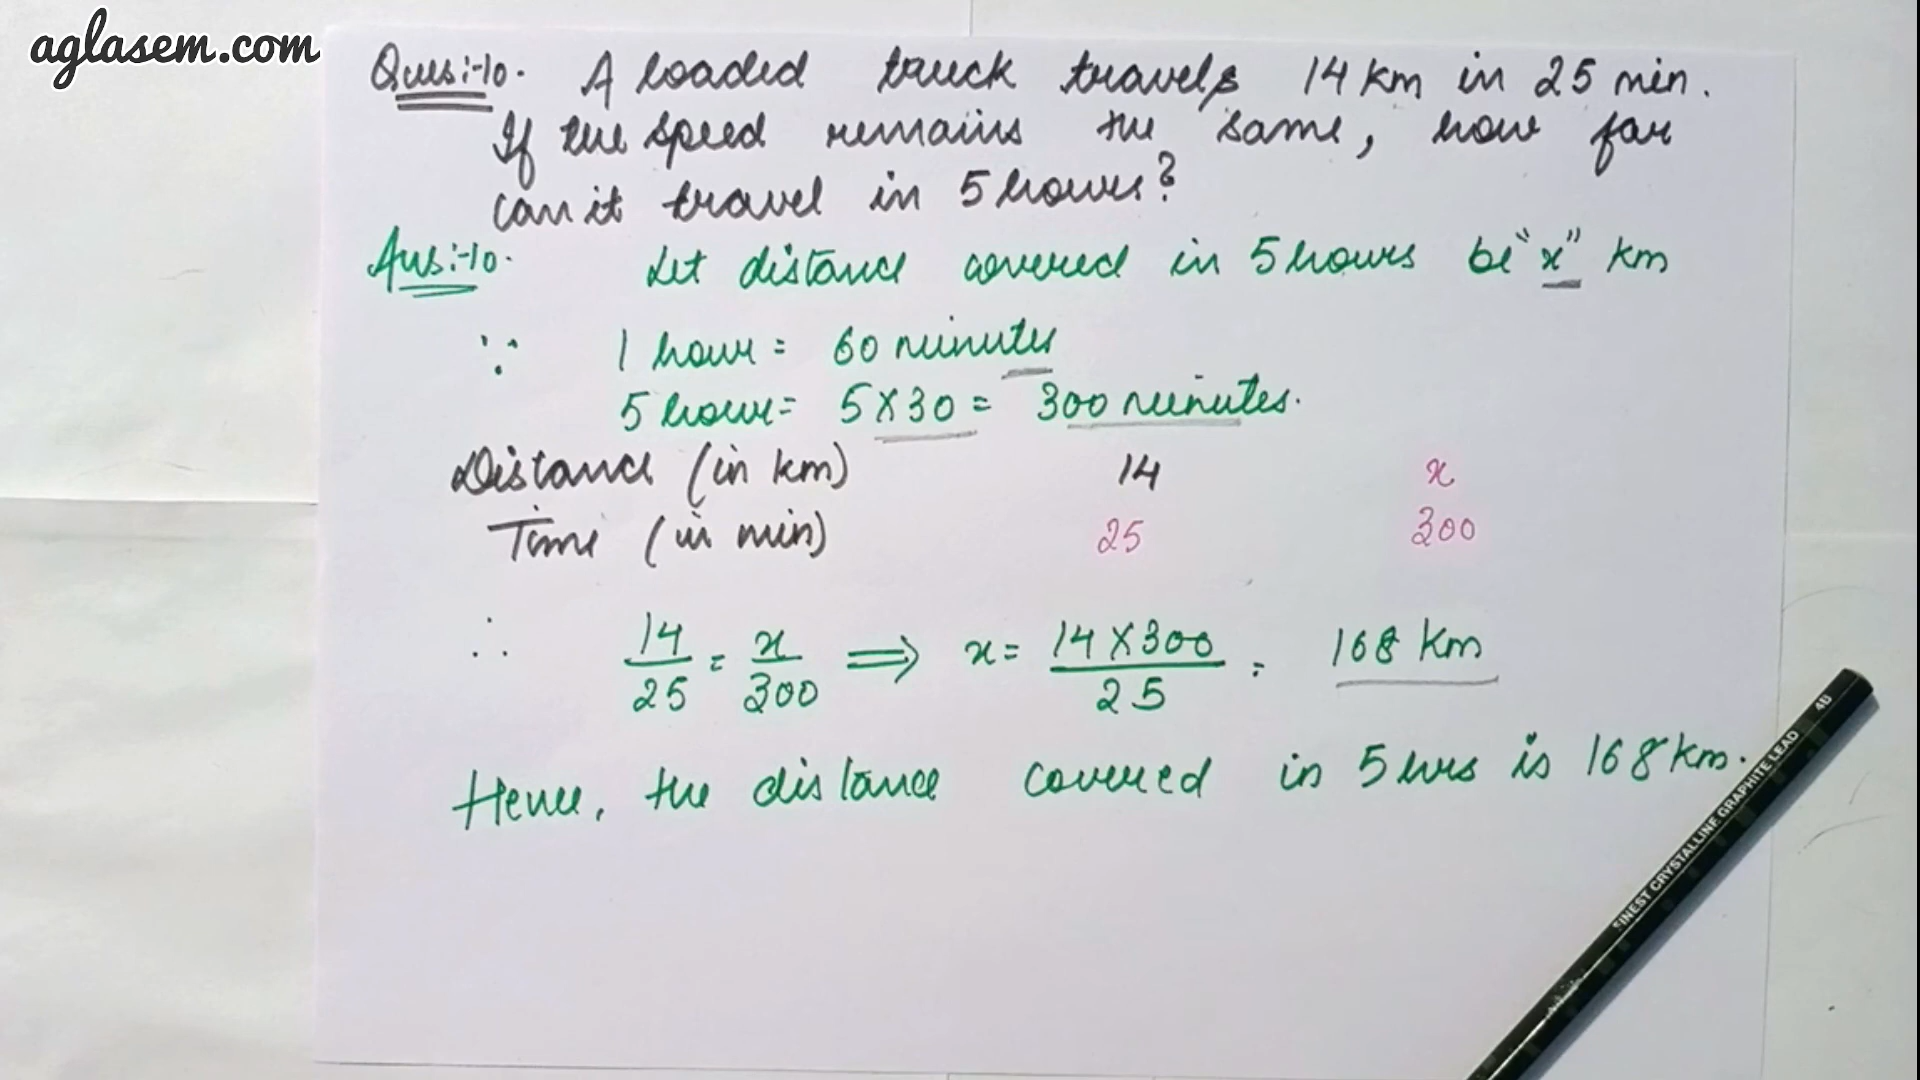 aglasem.com
Ques:-10. A loaded truck travels 14 km in 25 min.
If the speed remains the same, how far
can it travel in 5 hours?
Ans:-10. Let distance covered in 5 hours be "x" km
∵ 1 hour = 60 minutes
5 hour = 5 X 30 = 300 minutes.
Distance (in km) 14 x
Time (in min) 25 300
∴ 14/25 = x/300 ⟹ x = 14 X 300/25 = 168 km
Hence, the distance covered in 5 hrs is 168 km.
FINEST CRYSTALLINE GRAPHITE LEAD 4B